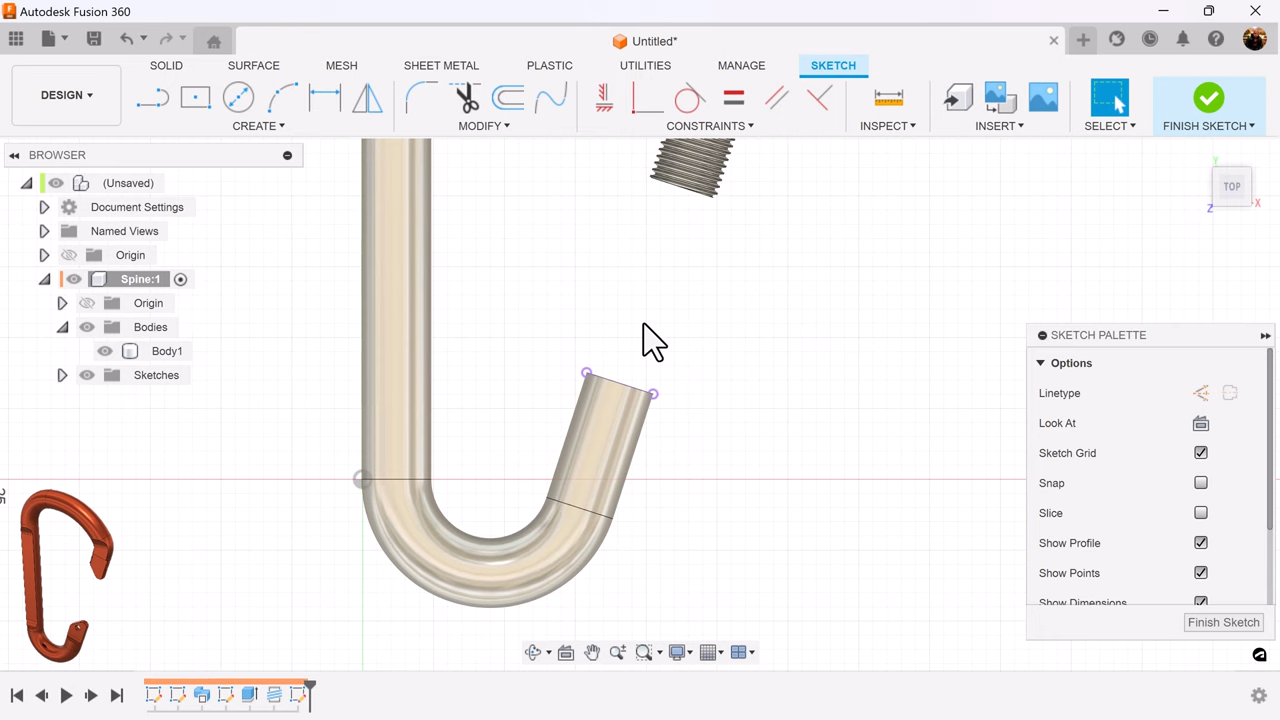 Autodesk Fusion 360
Untitled*
SOLID SURFACE MESH SHEET METAL PLASTIC UTILITIES MANAGE SKETCH
DESIGN
CREATE MODIFY CONSTRAINTS INSPECT INSERT SELECT FINISH SKETCH
BROWSER
(Unsaved)
Document Settings
Named Views
Origin
Spine:1
Origin
Bodies
Body1
Sketches
Y
TOP
X
Z
SKETCH PALETTE
Options
Linetype
Look At
Sketch Grid
Snap
Slice
Show Profile
Show Points
Show Dimensions
Finish Sketch